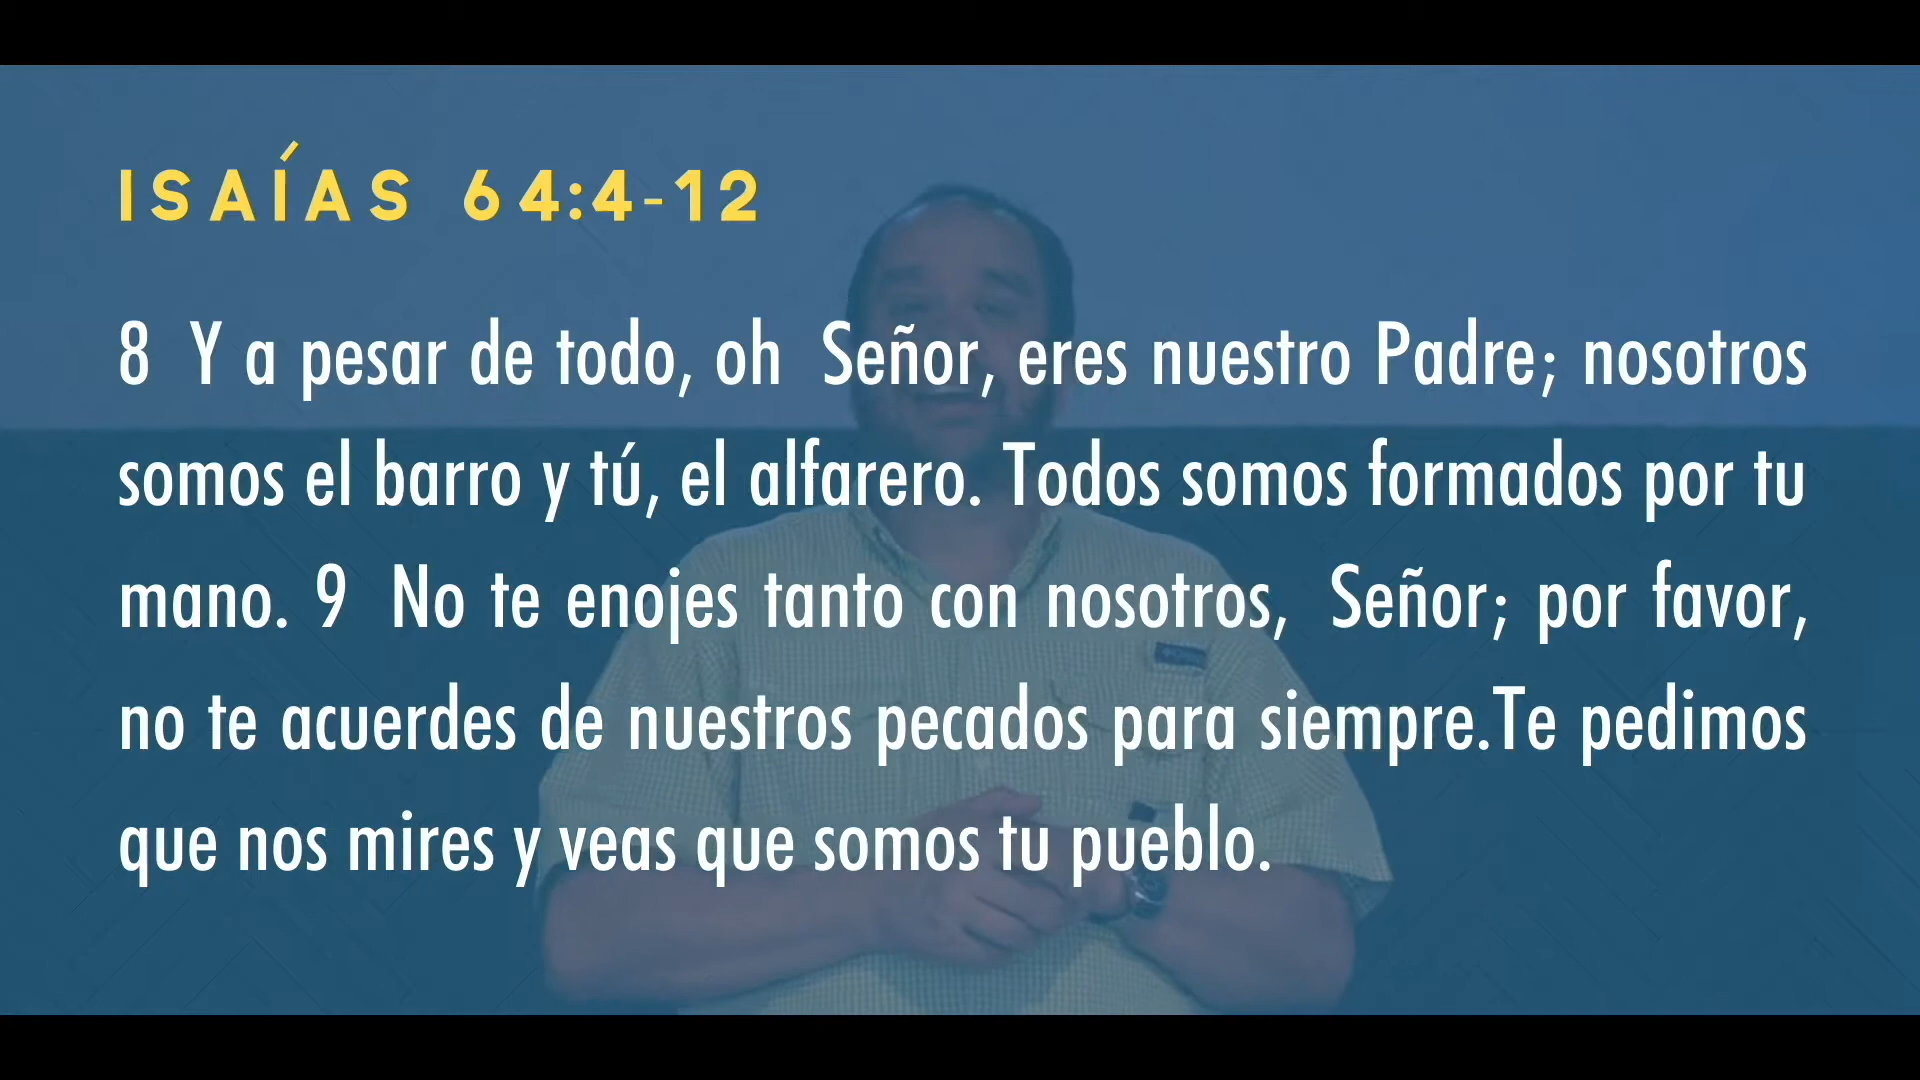 ISAÍAS 64:4-12
8 Y a pesar de todo, oh Señor, eres nuestro Padre; nosotros
somos el barro y tú, el alfarero. Todos somos formados por tu
mano. 9 No te enojes tanto con nosotros, Señor; por favor,
no te acuerdes de nuestros pecados para siempre.Te pedimos
que nos mires y veas que somos tu pueblo.